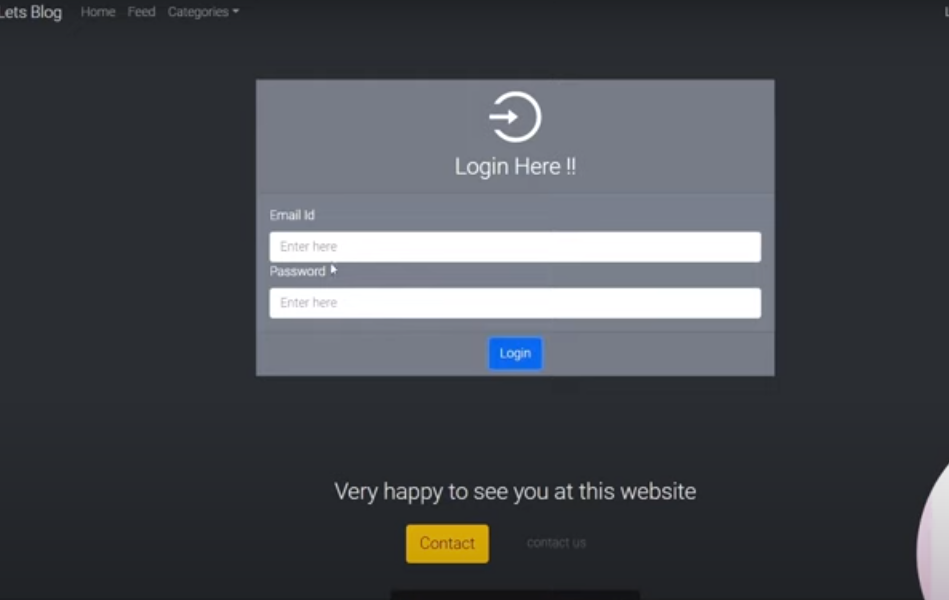 Lets Blog Home Feed Categories
Login Here !!
Email Id
Enter here
Password
Enter here
Login
Very happy to see you at this website
Contact contact us